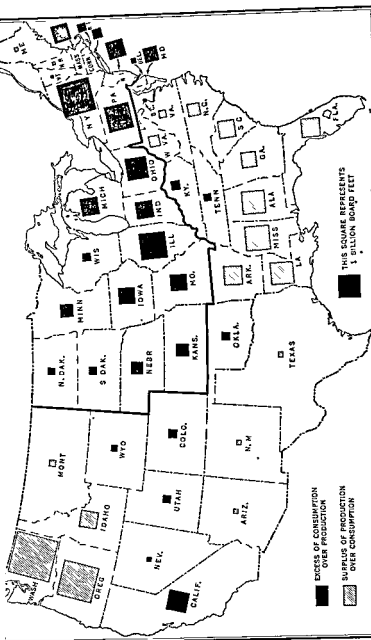 WASH
OREG
CALIF.
NEV.
IDAHO
MONT
WYO
UTAH
COLO.
ARIZ.
N.M
N. DAK.
S DAK.
NEBR
KANS.
OKLA.
TEXAS
MINN
IOWA
MO.
ARK.
LA
WIS
ILL
MICH
IND
OHIO
KY.
TENN
MISS
ALA
GA.
FLA.
S C
N.C.
VA.
W VA.
PA
NY
ME
MASS
CONN
DEL
MD
EXCESS OF CONSUMPTION
OVER PRODUCTION
SURPLUS OF PRODUCTION
OVER CONSUMPTION
THIS SQUARE REPRESENTS
1 BILLION BOARD FEET